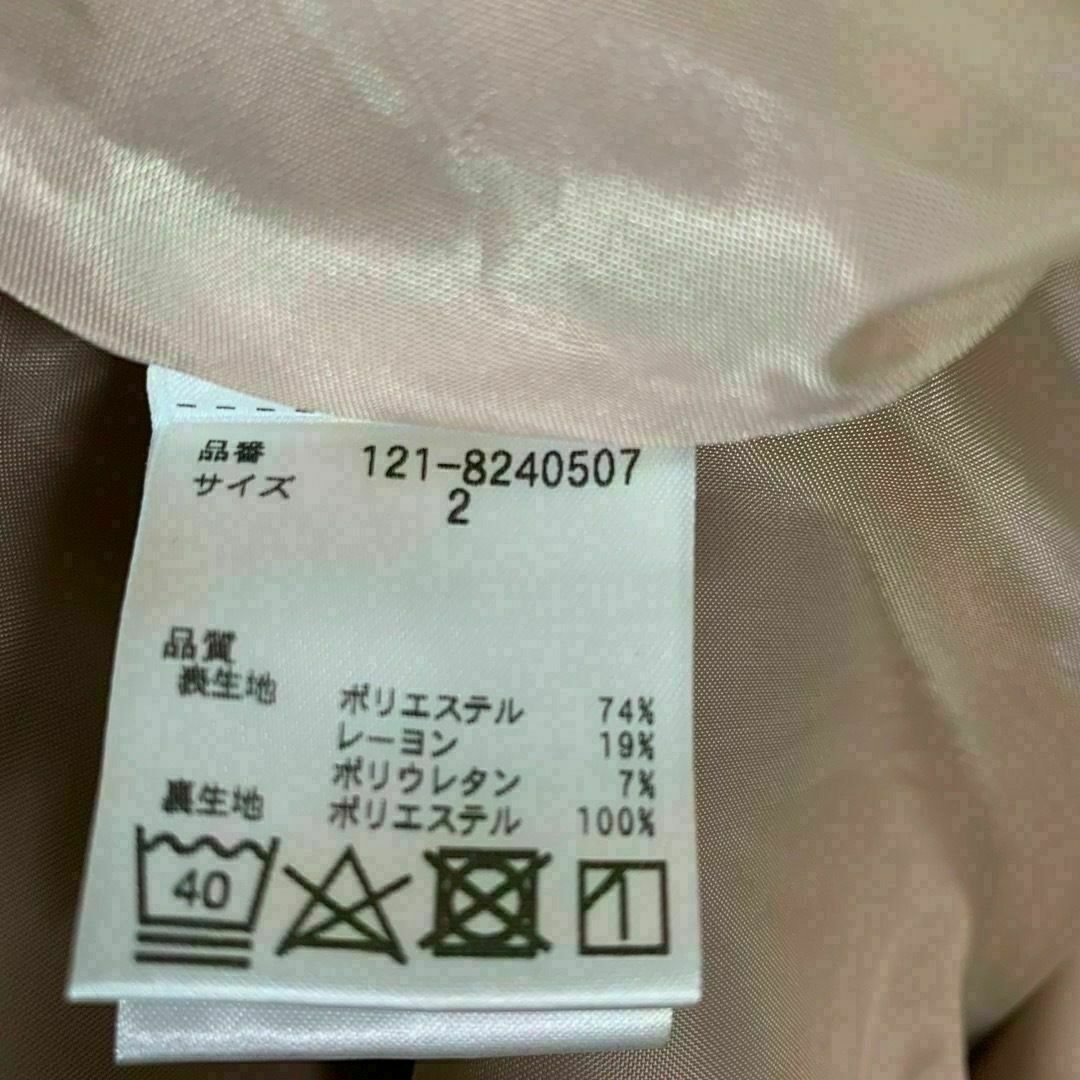 品番 121-8240507
サイズ 2
品質
表生地 ポリエステル 74%
レーヨン 19%
ポリウレタン 7%
裏生地 ポリエステル 100%
40